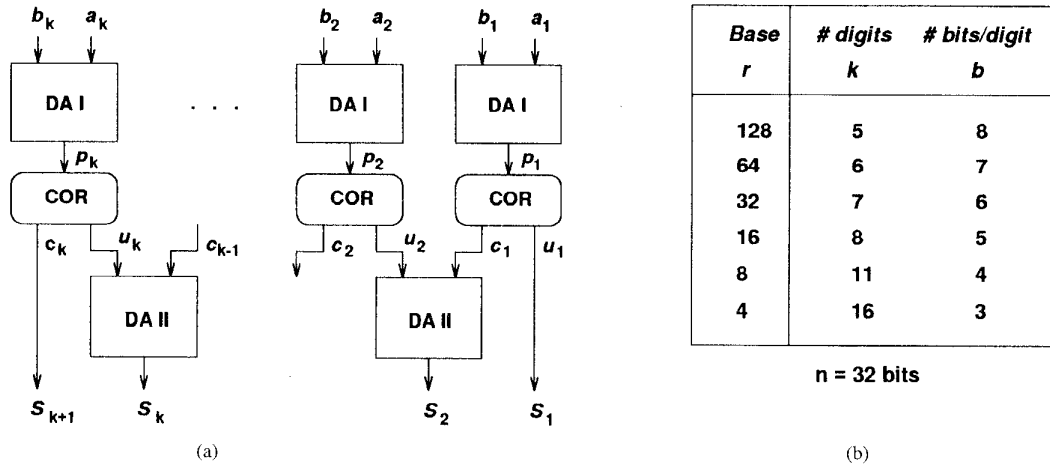 b_k a_k b_2 a_2 b_1 a_1
DA I . . . DA I DA I
p_k p_2 p_1
COR COR COR
c_k u_k c_{k-1} c_2 u_2 c_1 u_1
DA II DA II
S_{k+1} S_k S_2 S_1
(a)
Base # digits # bits/digit
r k b
128 5 8
64 6 7
32 7 6
16 8 5
8 11 4
4 16 3
n = 32 bits
(b)